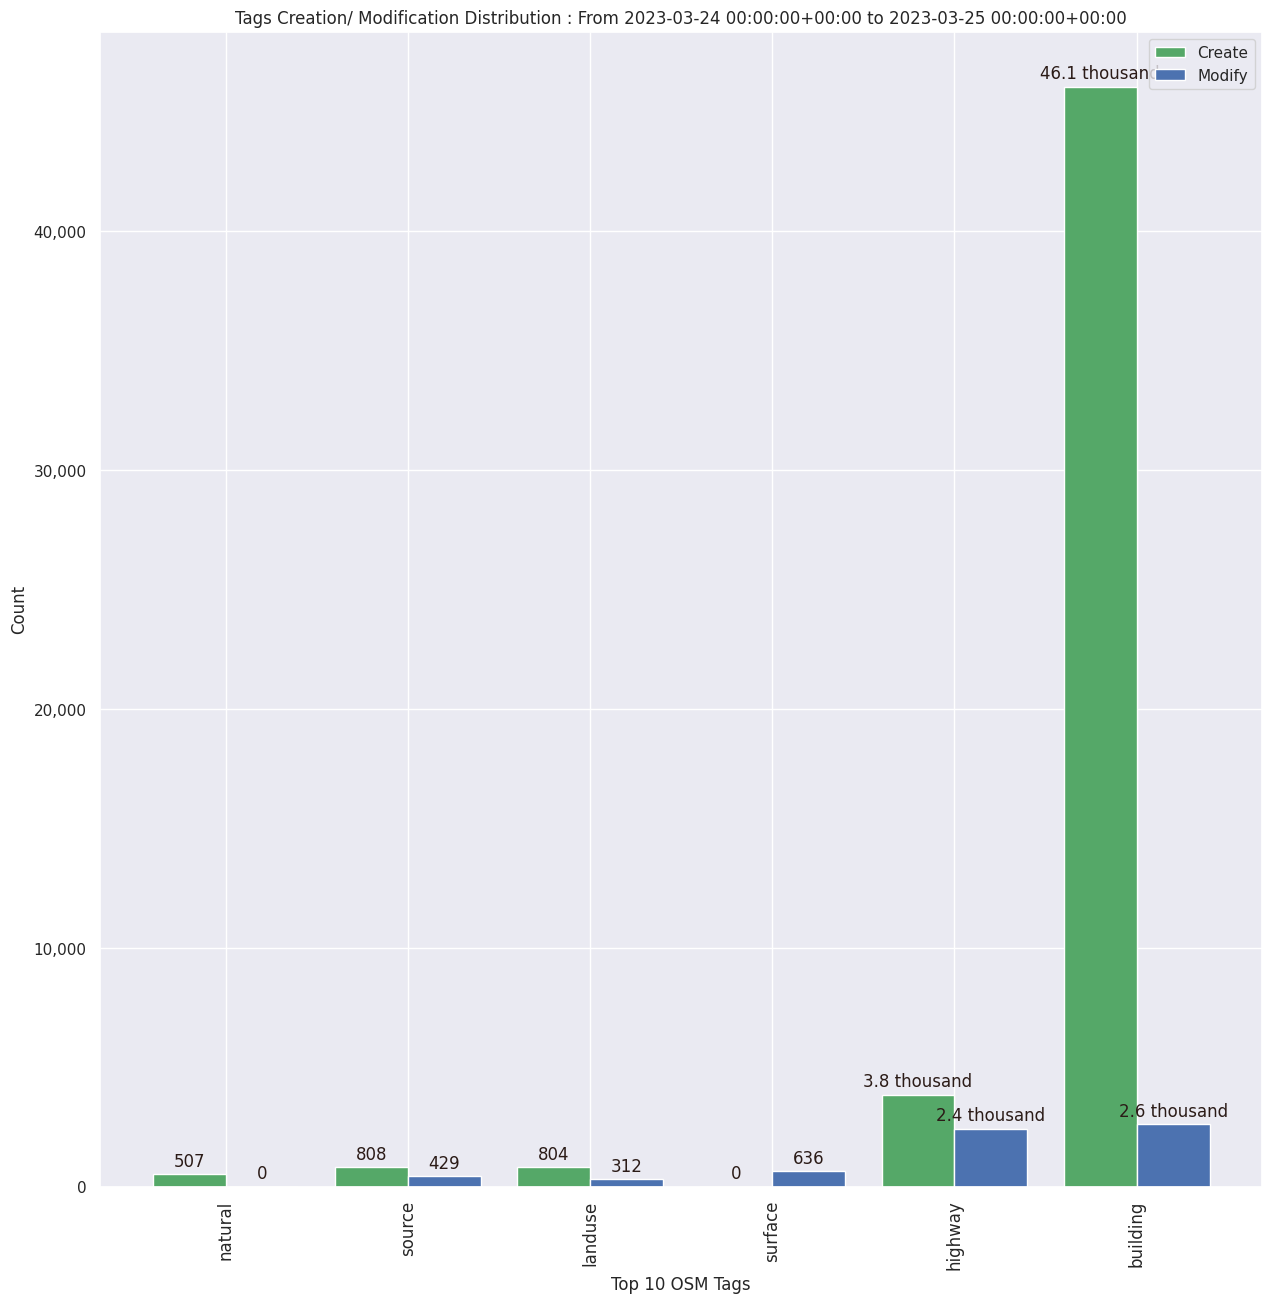 Tags Creation/ Modification Distribution : From 2023-03-24 00:00:00+00:00 to 2023-03-25 00:00:00+00:00
Create
Modify
46.1 thousand
40,000
30,000
20,000
10,000
0
Count
507
0
808
429
804
312
0
636
3.8 thousand
2.4 thousand
2.6 thousand
natural
source
landuse
surface
highway
building
Top 10 OSM Tags